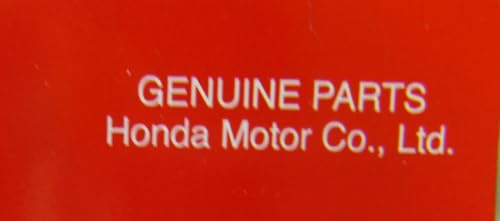 GENUINE PARTS
Honda Motor Co., Ltd.